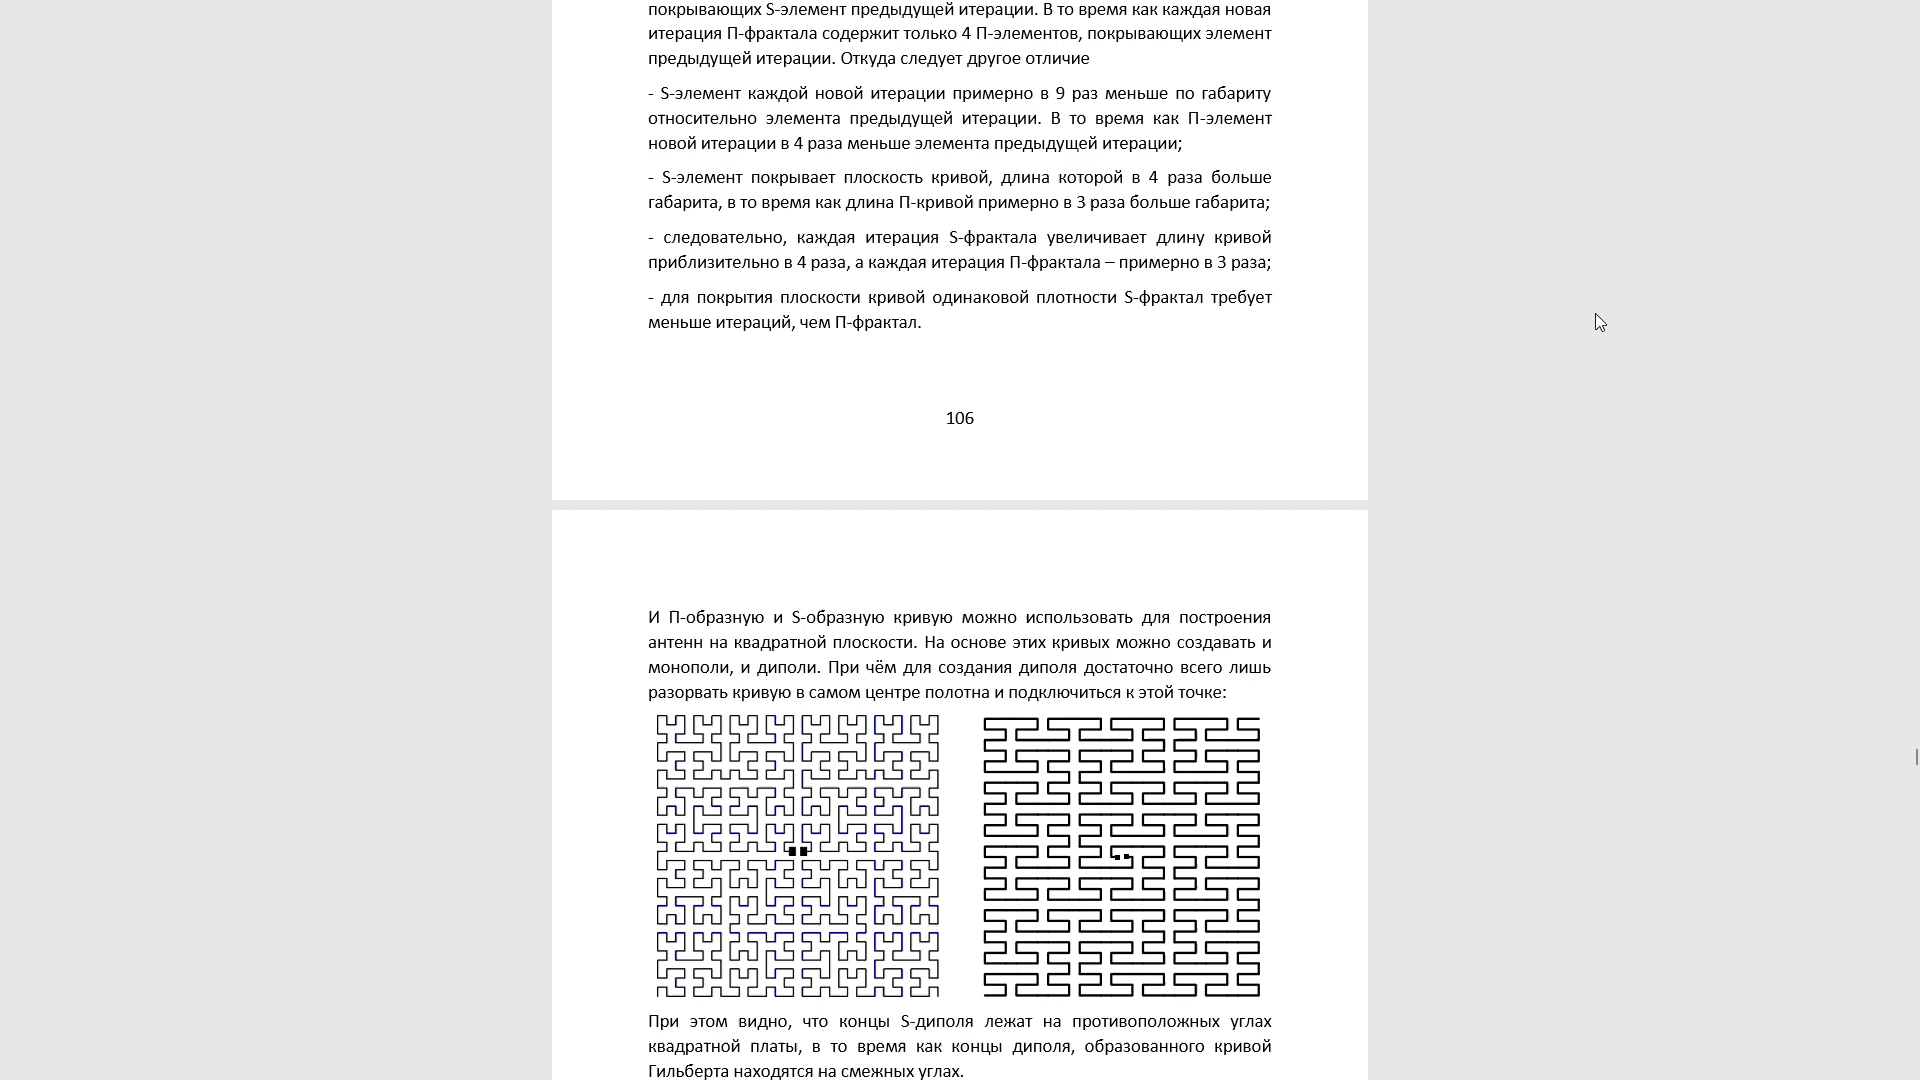 покрывающих S-элемент предыдущей итерации. В то время как каждая новая
итерация П-фрактала содержит только 4 П-элементов, покрывающих элемент
предыдущей итерации. Откуда следует другое отличие
- S-элемент каждой новой итерации примерно в 9 раз меньше по габариту
относительно элемента предыдущей итерации. В то время как П-элемент
новой итерации в 4 раза меньше элемента предыдущей итерации;
- S-элемент покрывает плоскость кривой, длина которой в 4 раза больше
габарита, в то время как длина П-кривой примерно в 3 раза больше габарита;
- следовательно, каждая итерация S-фрактала увеличивает длину кривой
приблизительно в 4 раза, а каждая итерация П-фрактала – примерно в 3 раза;
- для покрытия плоскости кривой одинаковой плотности S-фрактал требует
меньше итераций, чем П-фрактал.
106
И П-образную и S-образную кривую можно использовать для построения
антенн на квадратной плоскости. На основе этих кривых можно создавать и
монополи, и диполи. При чём для создания диполя достаточно всего лишь
разорвать кривую в самом центре полотна и подключиться к этой точке:
При этом видно, что концы S-диполя лежат на противоположных углах
квадратной платы, в то время как концы диполя, образованного кривой
Гильберта находятся на смежных углах.